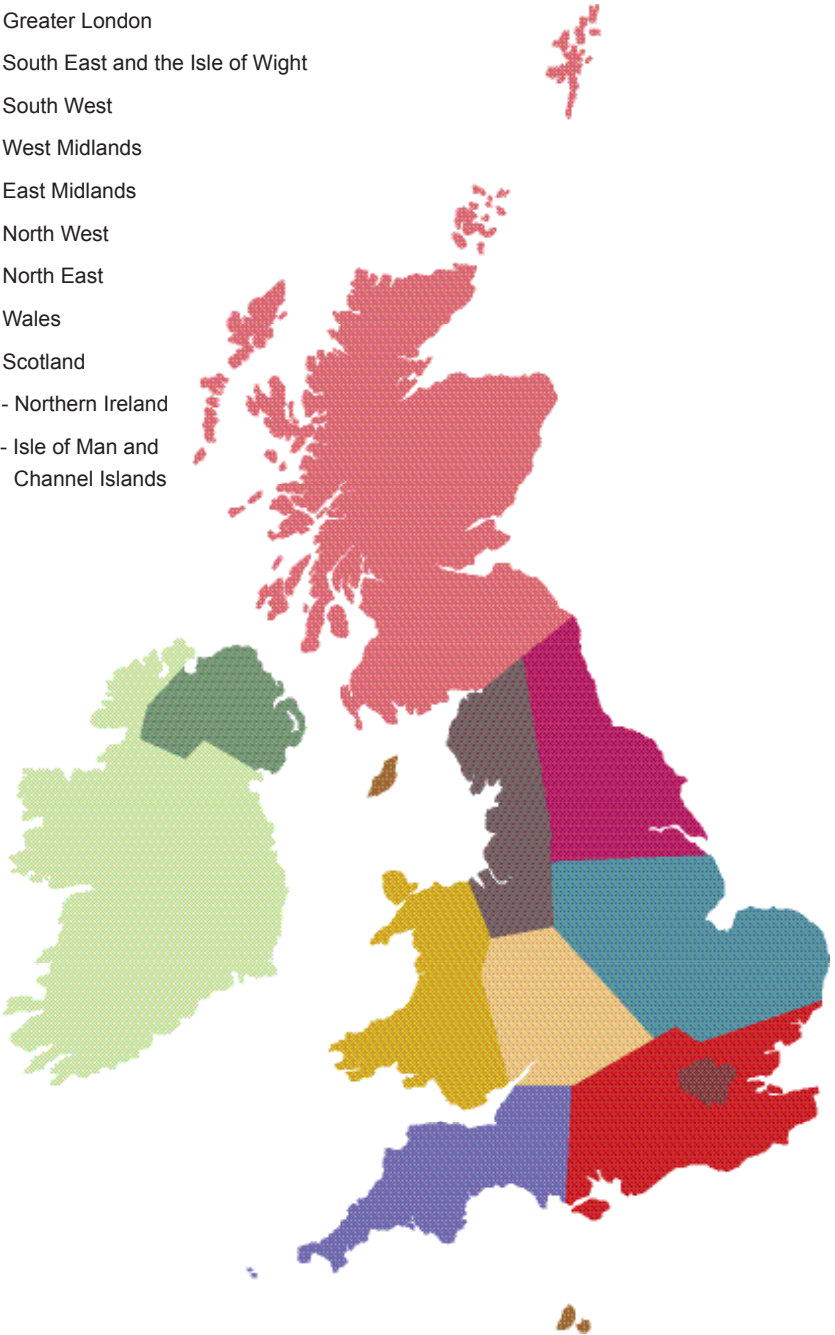 Greater London
South East and the Isle of Wight
South West
West Midlands
East Midlands
North West
North East
Wales
Scotland
- Northern Ireland
- Isle of Man and
Channel Islands